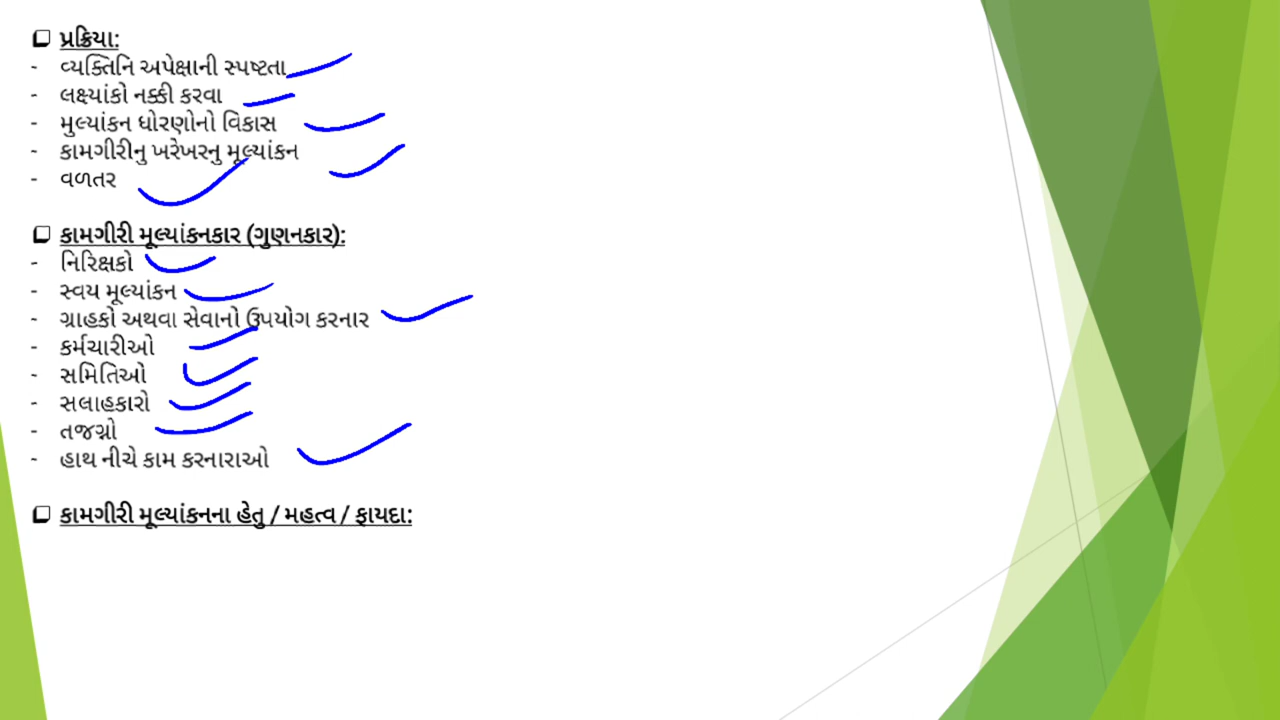 ❑ પ્રક્રિયા:
- વ્યક્તિનિ અપેક્ષાની સ્પષ્ટતા
- લક્ષ્યાંકો નક્કી કરવા
- મુલ્યાંકન ધોરણોનો વિકાસ
- કામગીરીનુ ખરેખરનુ મૂલ્યાંકન
- વળતર
❑ કામગીરી મૂલ્યાંકનકાર (ગુણનકાર):
- નિરિક્ષકો
- સ્વય મૂલ્યાંકન
- ગ્રાહકો અથવા સેવાનો ઉપયોગ કરનાર
- કર્મચારીઓ
- સમિતિઓ
- સલાહકારો
- તજજ્ઞો
- હાથ નીચે કામ કરનારાઓ
❑ કામગીરી મૂલ્યાંકનના હેતુ / મહત્વ / ફાયદા: